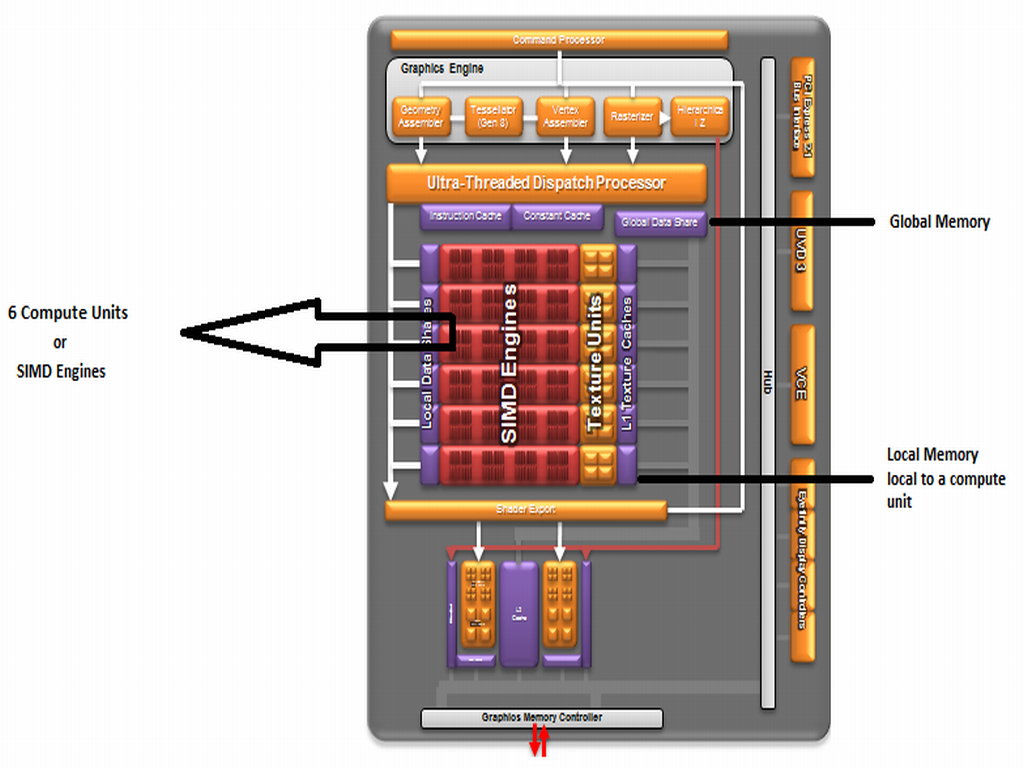 Command Processor
Graphics Engine
Geometry
Assembler
Tessellator
(Gen 8)
Vertex
Assembler
Rasterizer
Hierarchica
l Z
Ultra-Threaded Dispatch Processor
Instruction Cache
Constant Cache
Global Data Share
Global Memory
6 Compute Units
or
SIMD Engines
Local Data Shares
SIMD Engines
Texture Units
L1 Texture Caches
Local Memory
local to a compute
unit
Shader Export
L2
Cache
Graphics Memory Controller
Hub
PCI Express 2.1
Bus Interface
UVD 3
VCE
Eyefinity Display Controllers